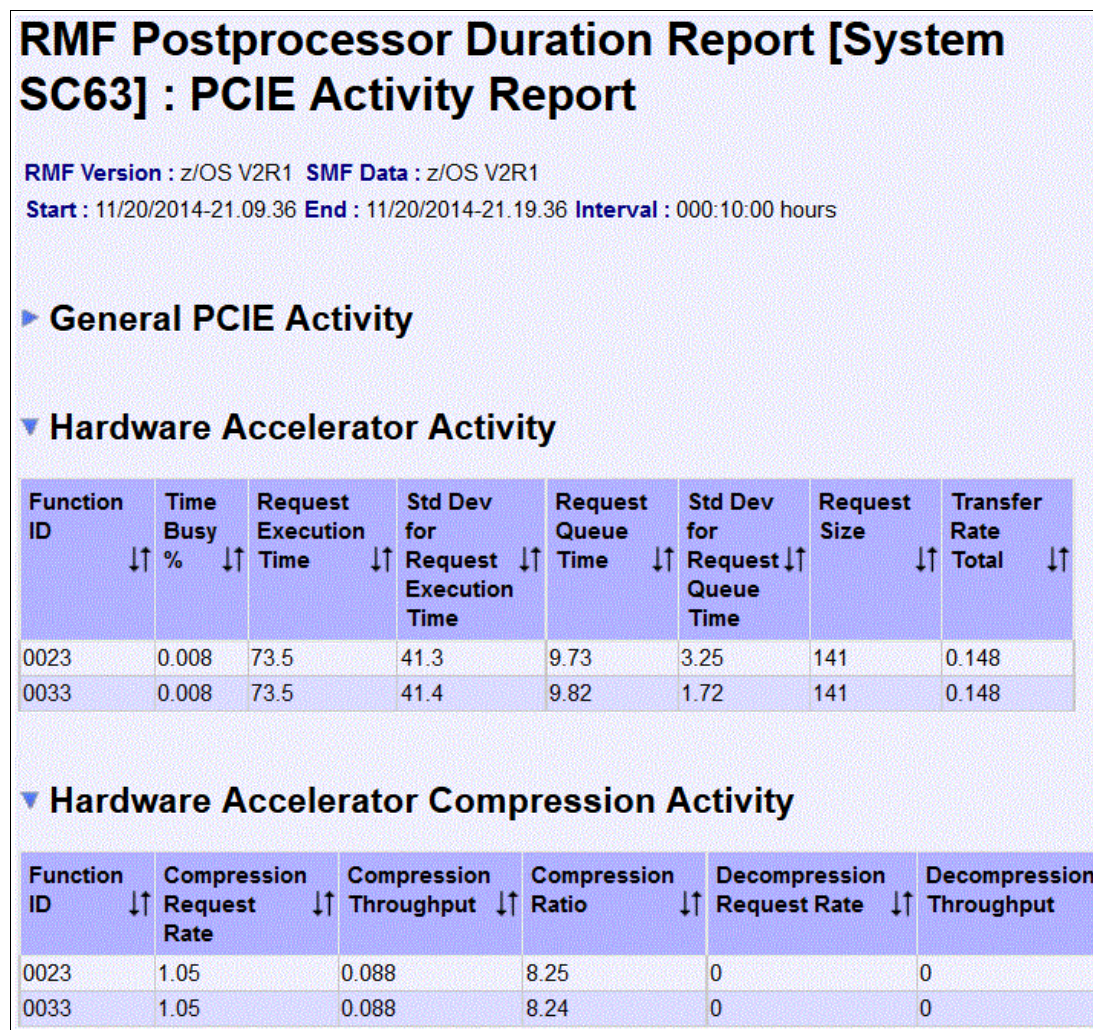 RMF Postprocessor Duration Report [System
SC63] : PCIE Activity Report
RMF Version : z/OS V2R1 SMF Data : z/OS V2R1
Start : 11/20/2014-21.09.36 End : 11/20/2014-21.19.36 Interval : 000:10:00 hours
General PCIE Activity
Hardware Accelerator Activity
Function ID Time Busy % Request Execution Time Std Dev for Request Execution Time Request Queue Time Std Dev for Request Queue Time Request Size Transfer Rate Total
0023 0.008 73.5 41.3 9.73 3.25 141 0.148
0033 0.008 73.5 41.4 9.82 1.72 141 0.148
Hardware Accelerator Compression Activity
Function ID Compression Request Rate Compression Throughput Compression Ratio Decompression Request Rate Decompression Throughput
0023 1.05 0.088 8.25 0 0
0033 1.05 0.088 8.24 0 0